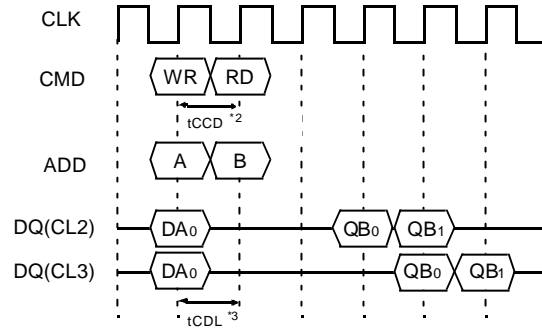 CLK
CMD WR RD
tCCD *2
ADD A B
DQ(CL2) DA0 QB0 QB1
DQ(CL3) DA0 QB0 QB1
tCDL *3